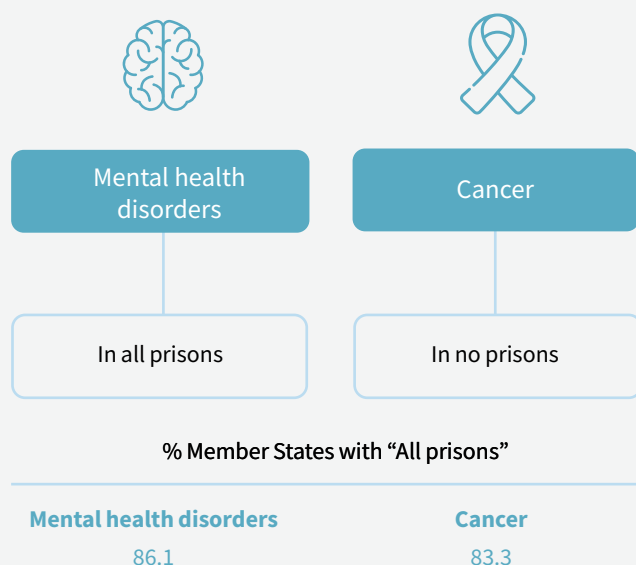 Mental health
disorders
Cancer
In all prisons
In no prisons
% Member States with “All prisons”
Mental health disorders
Cancer
86.1
83.3